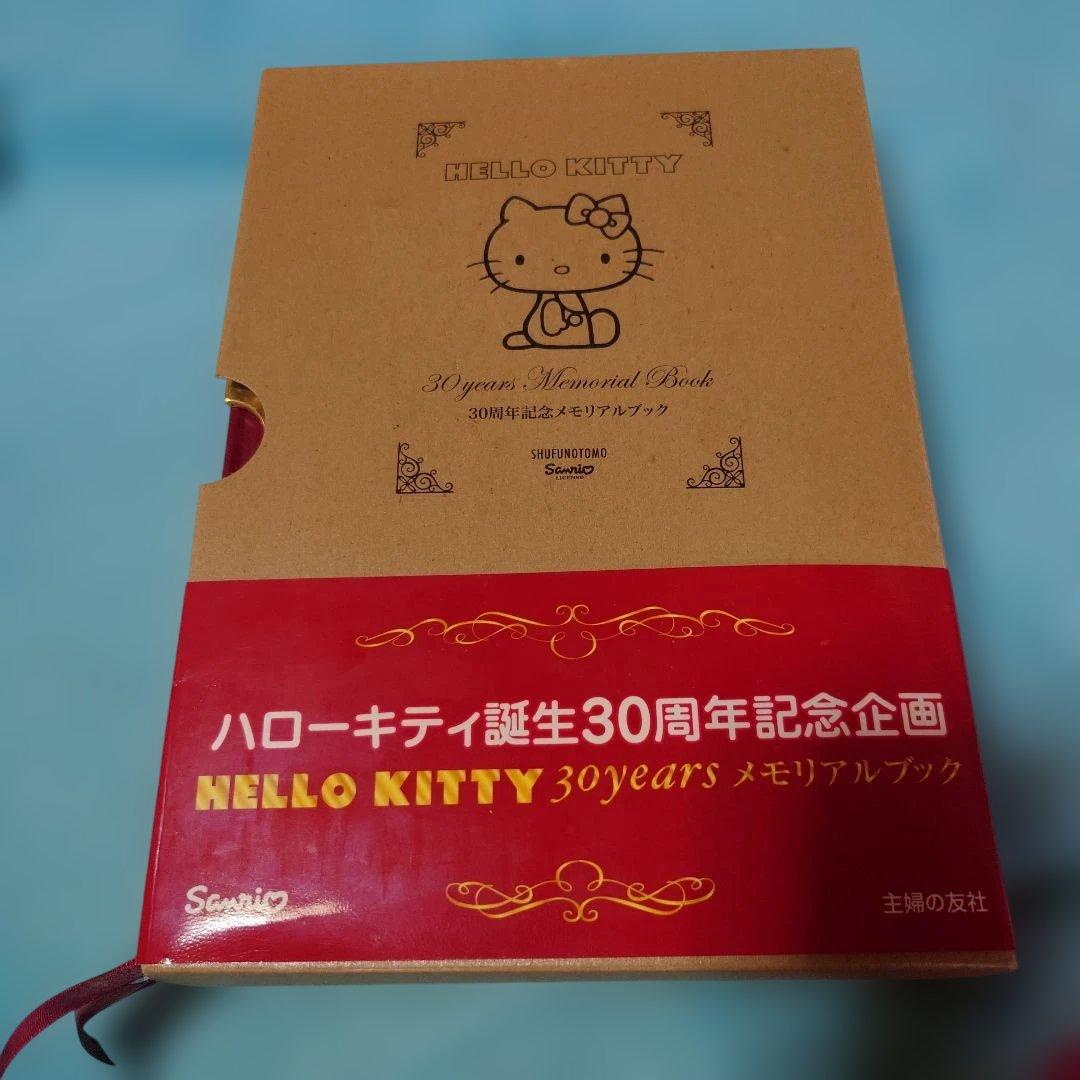 HELLO KITTY
30 years Memorial Book
30周年記念メモリアルブック
SHUFUNOTOMO
Sanrio
LICENSE
ハローキティ誕生30周年記念企画
HELLO KITTY 30years メモリアルブック
Sanrio
主婦の友社